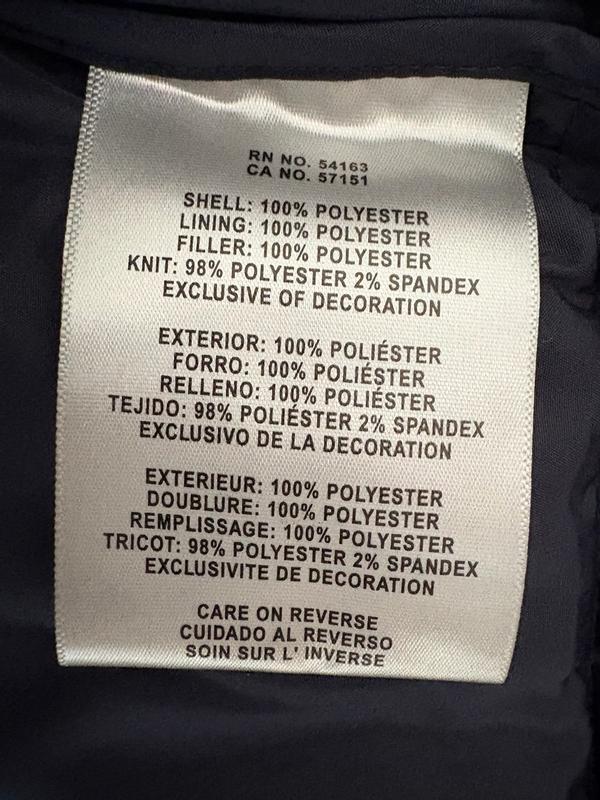 RN NO. 54163
CA NO. 57151
SHELL: 100% POLYESTER
LINING: 100% POLYESTER
FILLER: 100% POLYESTER
KNIT: 98% POLYESTER 2% SPANDEX
EXCLUSIVE OF DECORATION
EXTERIOR: 100% POLIÉSTER
FORRO: 100% POLIÉSTER
RELLENO: 100% POLIÉSTER
TEJIDO: 98% POLIÉSTER 2% SPANDEX
EXCLUSIVO DE LA DECORATION
EXTERIEUR: 100% POLYESTER
DOUBLURE: 100% POLYESTER
REMPLISSAGE: 100% POLYESTER
TRICOT: 98% POLYESTER 2% SPANDEX
EXCLUSIVITE DE DECORATION
CARE ON REVERSE
CUIDADO AL REVERSO
SOIN SUR L' INVERSE